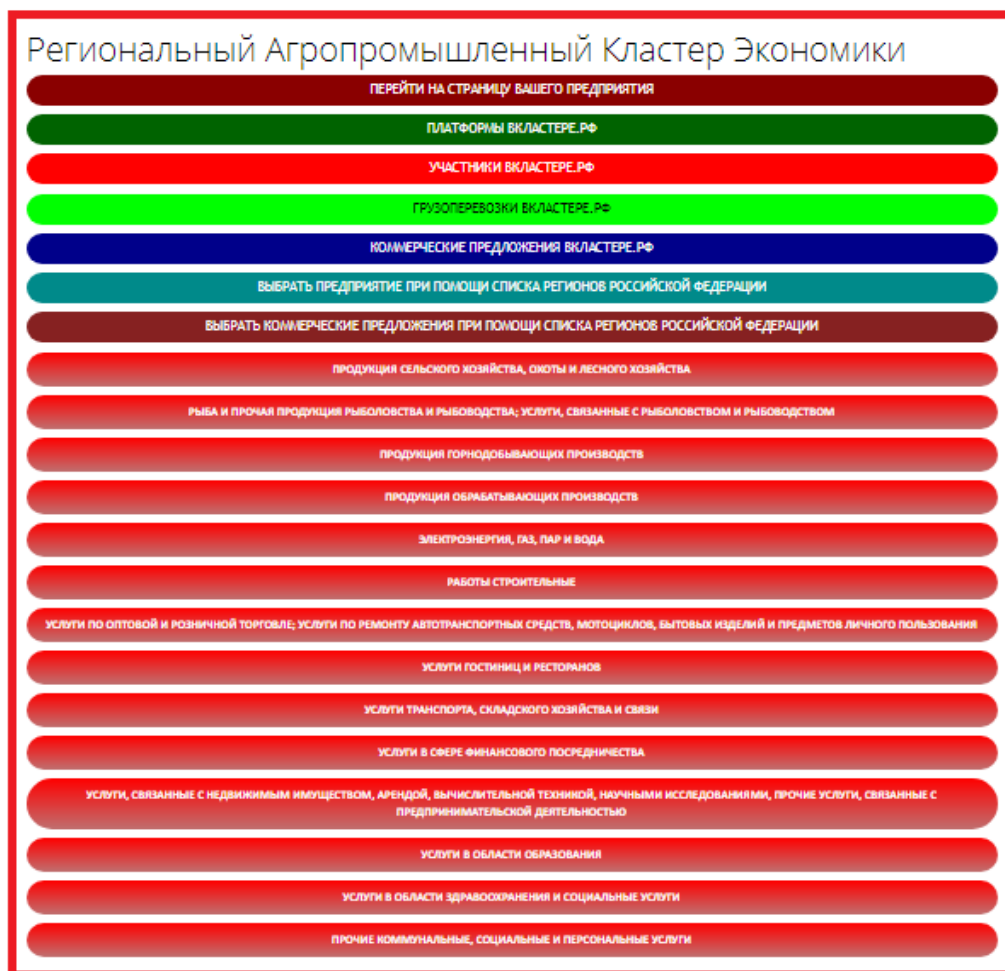 Региональный Агропромышленный Кластер Экономики
ПЕРЕЙТИ НА СТРАНИЦУ ВАШЕГО ПРЕДПРИЯТИЯ
ПЛАТФОРМЫ ВКЛАСТЕРЕ.РФ
УЧАСТНИКИ ВКЛАСТЕРЕ.РФ
ГРУЗОПЕРЕВОЗКИ ВКЛАСТЕРЕ.РФ
КОММЕРЧЕСКИЕ ПРЕДЛОЖЕНИЯ ВКЛАСТЕРЕ.РФ
ВЫБРАТЬ ПРЕДПРИЯТИЕ ПРИ ПОМОЩИ СПИСКА РЕГИОНОВ РОССИЙСКОЙ ФЕДЕРАЦИИ
ВЫБРАТЬ КОММЕРЧЕСКИЕ ПРЕДЛОЖЕНИЯ ПРИ ПОМОЩИ СПИСКА РЕГИОНОВ РОССИЙСКОЙ ФЕДЕРАЦИИ
ПРОДУКЦИЯ СЕЛЬСКОГО ХОЗЯЙСТВА, ОХОТЫ И ЛЕСНОГО ХОЗЯЙСТВА
РЫБА И ПРОЧАЯ ПРОДУКЦИЯ РЫБОЛОВСТВА И РЫБОВОДСТВА; УСЛУГИ, СВЯЗАННЫЕ С РЫБОЛОВСТВОМ И РЫБОВОДСТВОМ
ПРОДУКЦИЯ ГОРНОДОБЫВАЮЩИХ ПРОИЗВОДСТВ
ПРОДУКЦИЯ ОБРАБАТЫВАЮЩИХ ПРОИЗВОДСТВ
ЭЛЕКТРОЭНЕРГИЯ, ГАЗ, ПАР И ВОДА
РАБОТЫ СТРОИТЕЛЬНЫЕ
УСЛУГИ ПО ОПТОВОЙ И РОЗНИЧНОЙ ТОРГОВЛЕ; УСЛУГИ ПО РЕМОНТУ АВТОТРАНСПОРТНЫХ СРЕДСТВ, МОТОЦИКЛОВ, БЫТОВЫХ ИЗДЕЛИЙ И ПРЕДМЕТОВ ЛИЧНОГО ПОЛЬЗОВАНИЯ
УСЛУГИ ГОСТИНИЦ И РЕСТОРАНОВ
УСЛУГИ ТРАНСПОРТА, СКЛАДСКОГО ХОЗЯЙСТВА И СВЯЗИ
УСЛУГИ В СФЕРЕ ФИНАНСОВОГО ПОСРЕДНИЧЕСТВА
УСЛУГИ, СВЯЗАННЫЕ С НЕДВИЖИМЫМ ИМУЩЕСТВОМ, АРЕНДОЙ, ВЫЧИСЛИТЕЛЬНОЙ ТЕХНИКОЙ, НАУЧНЫМИ ИССЛЕДОВАНИЯМИ, ПРОЧИЕ УСЛУГИ, СВЯЗАННЫЕ С
ПРЕДПРИНИМАТЕЛЬСКОЙ ДЕЯТЕЛЬНОСТЬЮ
УСЛУГИ В ОБЛАСТИ ОБРАЗОВАНИЯ
УСЛУГИ В ОБЛАСТИ ЗДРАВООХРАНЕНИЯ И СОЦИАЛЬНЫЕ УСЛУГИ
ПРОЧИЕ КОММУНАЛЬНЫЕ, СОЦИАЛЬНЫЕ И ПЕРСОНАЛЬНЫЕ УСЛУГИ